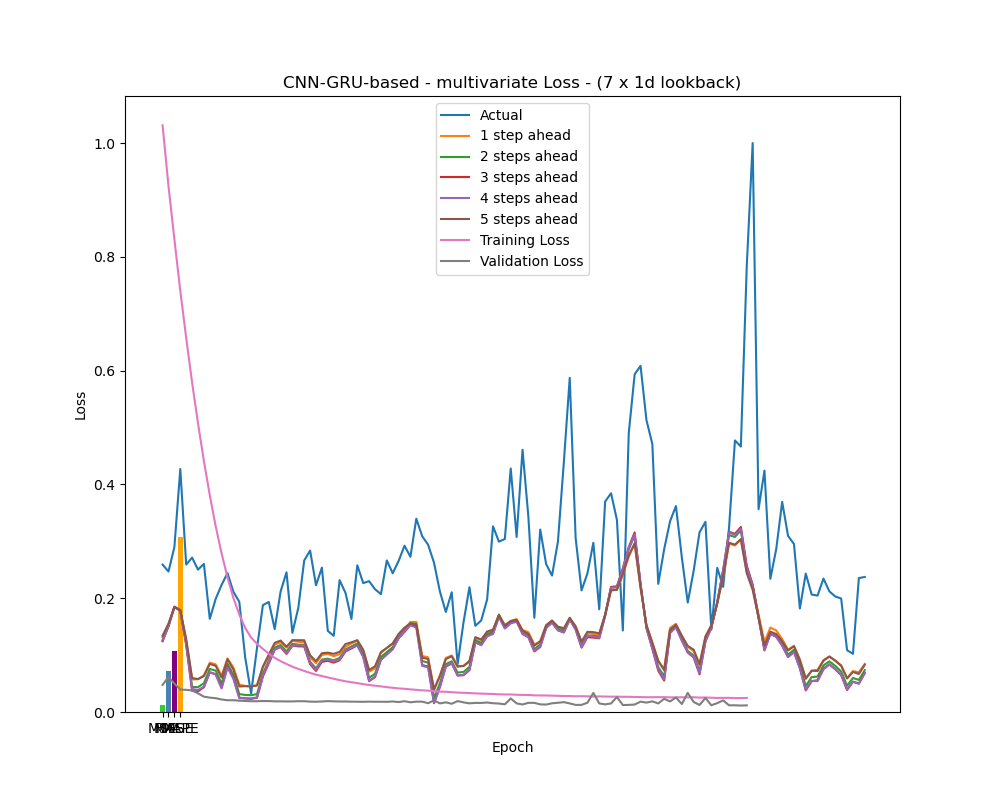 CNN-GRU-based - multivariate Loss - (7 x 1d lookback)
Actual
1 step ahead
2 steps ahead
3 steps ahead
4 steps ahead
5 steps ahead
Training Loss
Validation Loss
1.0
0.8
0.6
0.4
0.2
0.0
Loss
Epoch